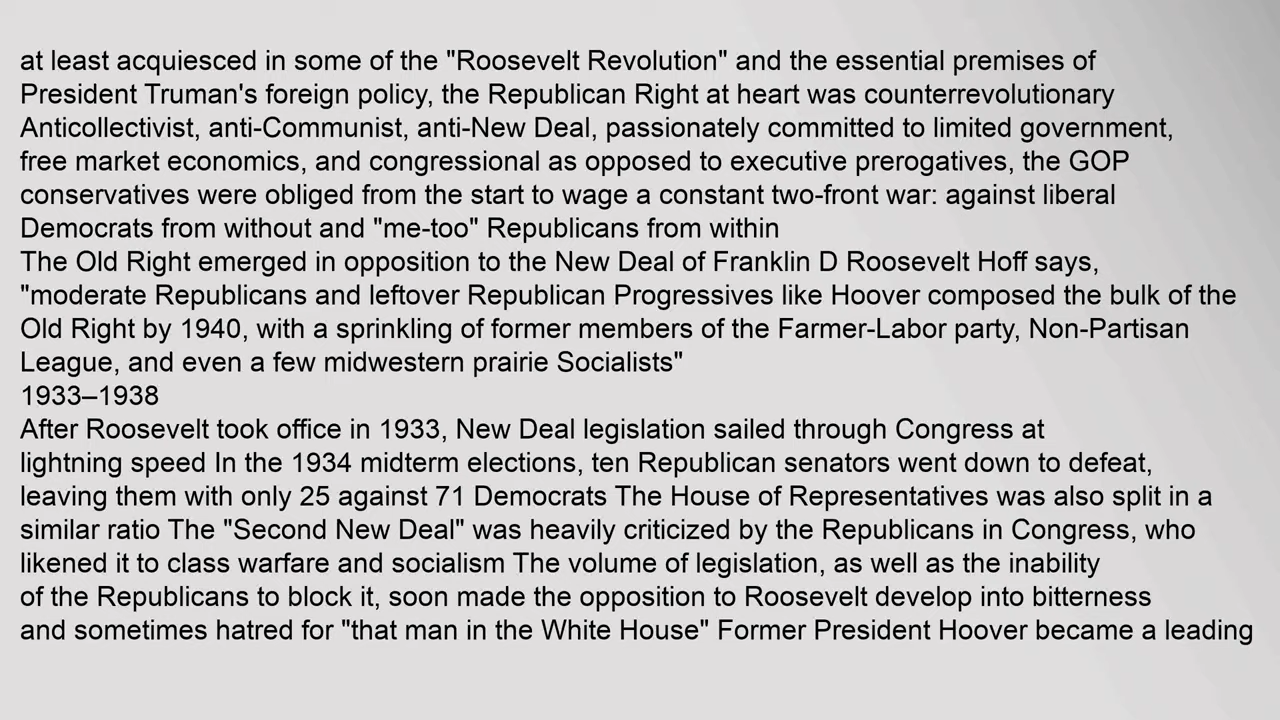 at least acquiesced in some of the "Roosevelt Revolution" and the essential premises of
President Truman's foreign policy, the Republican Right at heart was counterrevolutionary
Anticollectivist, anti-Communist, anti-New Deal, passionately committed to limited government,
free market economics, and congressional as opposed to executive prerogatives, the GOP
conservatives were obliged from the start to wage a constant two-front war: against liberal
Democrats from without and "me-too" Republicans from within
The Old Right emerged in opposition to the New Deal of Franklin D Roosevelt Hoff says,
"moderate Republicans and leftover Republican Progressives like Hoover composed the bulk of the
Old Right by 1940, with a sprinkling of former members of the Farmer-Labor party, Non-Partisan
League, and even a few midwestern prairie Socialists"
1933–1938
After Roosevelt took office in 1933, New Deal legislation sailed through Congress at
lightning speed In the 1934 midterm elections, ten Republican senators went down to defeat,
leaving them with only 25 against 71 Democrats The House of Representatives was also split in a
similar ratio The "Second New Deal" was heavily criticized by the Republicans in Congress, who
likened it to class warfare and socialism The volume of legislation, as well as the inability
of the Republicans to block it, soon made the opposition to Roosevelt develop into bitterness
and sometimes hatred for "that man in the White House" Former President Hoover became a leading